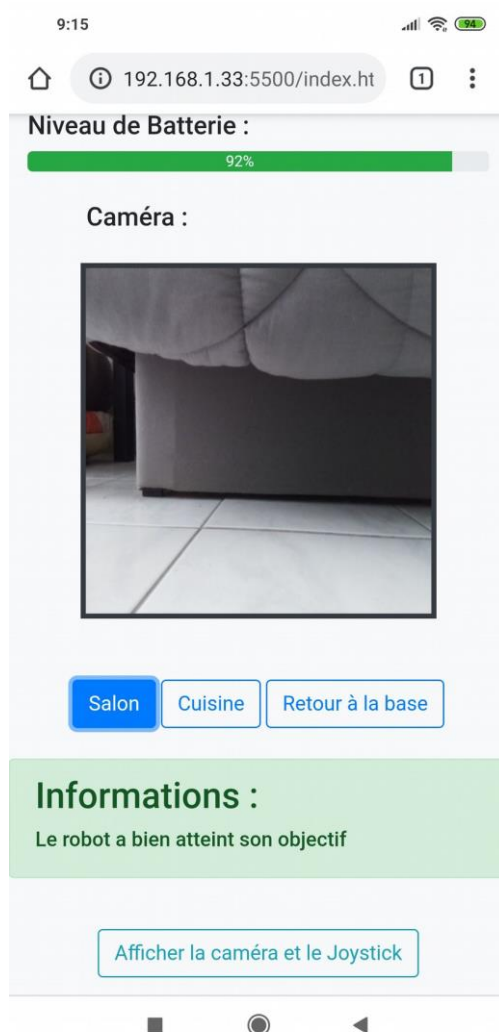 9:15
94
192.168.1.33:5500/index.ht
1
Niveau de Batterie :
92%
Caméra :
Salon Cuisine Retour à la base
Informations :
Le robot a bien atteint son objectif
Afficher la caméra et le Joystick